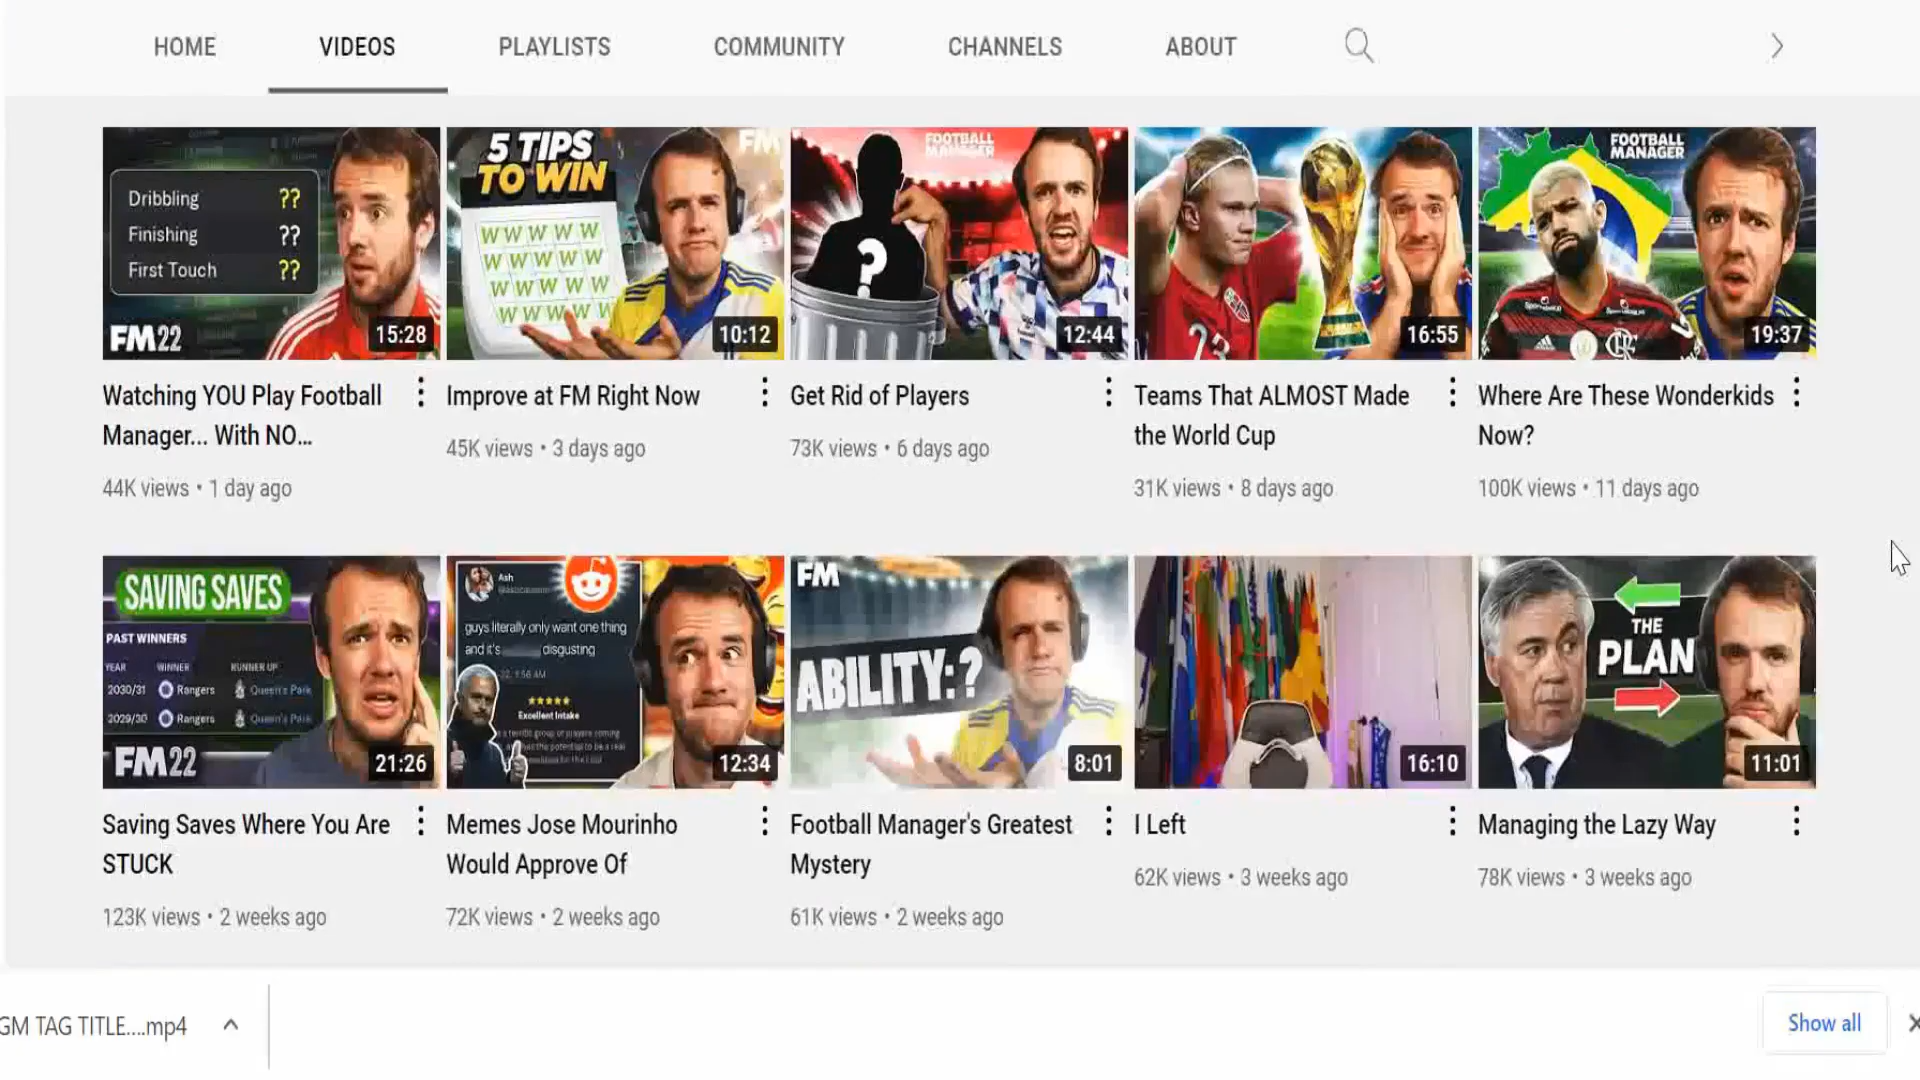 HOME VIDEOS PLAYLISTS COMMUNITY CHANNELS ABOUT
Dribbling ??
Finishing ??
First Touch ??
FM22
15:28
5 TIPS
TO WIN
FM
W W W W W
W W W W W
W W W W W
W W W W W
10:12
FOOTBALL
MANAGER
?
12:44
23
16:55
FOOTBALL
MANAGER
19:37
Watching YOU Play Football
Manager... With NO...
44K views • 1 day ago
Improve at FM Right Now
45K views • 3 days ago
Get Rid of Players
73K views • 6 days ago
Teams That ALMOST Made
the World Cup
31K views • 8 days ago
Where Are These Wonderkids
Now?
100K views • 11 days ago
SAVING SAVES
PAST WINNERS
YEAR WINNER RUNNER UP
2030/31 Rangers Queen's Park
2029/30 Rangers Queen's Park
FM22
21:26
Ash
guys literally only want one thing
and it's disgusting
Excellent Intake
12:34
FM
ABILITY:?
8:01
16:10
THE
PLAN
11:01
Saving Saves Where You Are
STUCK
123K views • 2 weeks ago
Memes Jose Mourinho
Would Approve Of
72K views • 2 weeks ago
Football Manager's Greatest
Mystery
61K views • 2 weeks ago
I Left
62K views • 3 weeks ago
Managing the Lazy Way
78K views • 3 weeks ago
GM TAG TITLE....mp4
Show all